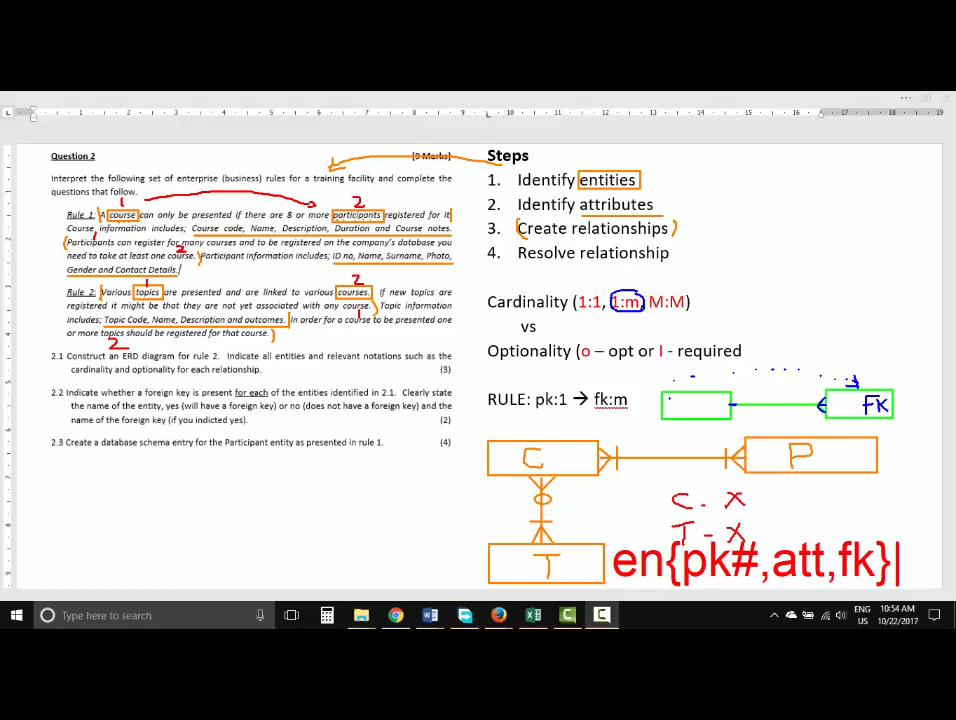 Question 2 [9 Marks]
Interpret the following set of enterprise (business) rules for a training facility and complete the
questions that follow.
1 2
Rule 1: A course can only be presented if there are 8 or more participants registered for it.
Course information includes; Course code, Name, Description, Duration and Course notes.
1
Participants can register for many courses and to be registered on the company's database you
2
need to take at least one course. Participant Information includes; ID no, Name, Surname, Photo,
Gender and Contact Details.
1 2
Rule 2: Various topics are presented and are linked to various courses. If new topics are
registered it might be that they are not yet associated with any course. Topic information
1
includes; Topic Code, Name, Description and outcomes. In order for a course to be presented one
or more topics should be registered for that course.
2
2.1 Construct an ERD diagram for rule 2. Indicate all entities and relevant notations such as the
cardinality and optionality for each relationship. (3)
2.2 Indicate whether a foreign key is present for each of the entities identified in 2.1. Clearly state
the name of the entity, yes (will have a foreign key) or no (does not have a foreign key) and the
name of the foreign key (if you indicted yes). (2)
2.3 Create a database schema entry for the Participant entity as presented in rule 1. (4)
Steps
1. Identify entities
2. Identify attributes
3. Create relationships
4. Resolve relationship
Cardinality (1:1, 1:m, M:M)
vs
Optionality (o – opt or I - required
RULE: pk:1 → fk:m
FK
C P
C - X
T - X
T
en{pk#,att,fk}
Type here to search
ENG
US
10:54 AM
10/22/2017